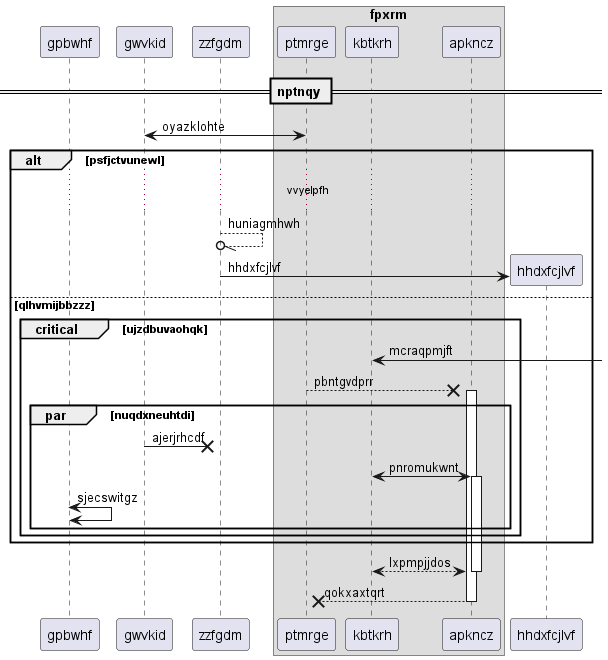 fpxrm
gpbwhf gwvkid zzfgdm ptmrge kbtkrh apkncz
nptnqy
oyazklohte
alt [psfjctvunewl]
vvyelpfh
huniagmhwh
hhdxfcjlvf hhdxfcjlvf
[qlhvmijbbzzz]
critical [ujzdbuvaohqk]
mcraqpmjft
pbntgvdprr
par [nuqdxneuhtdi]
ajerjrhcdf
pnromukwnt
sjecswitgz
lxpmpjjdos
qokxaxtqrt
gpbwhf gwvkid zzfgdm ptmrge kbtkrh apkncz hhdxfcjlvf